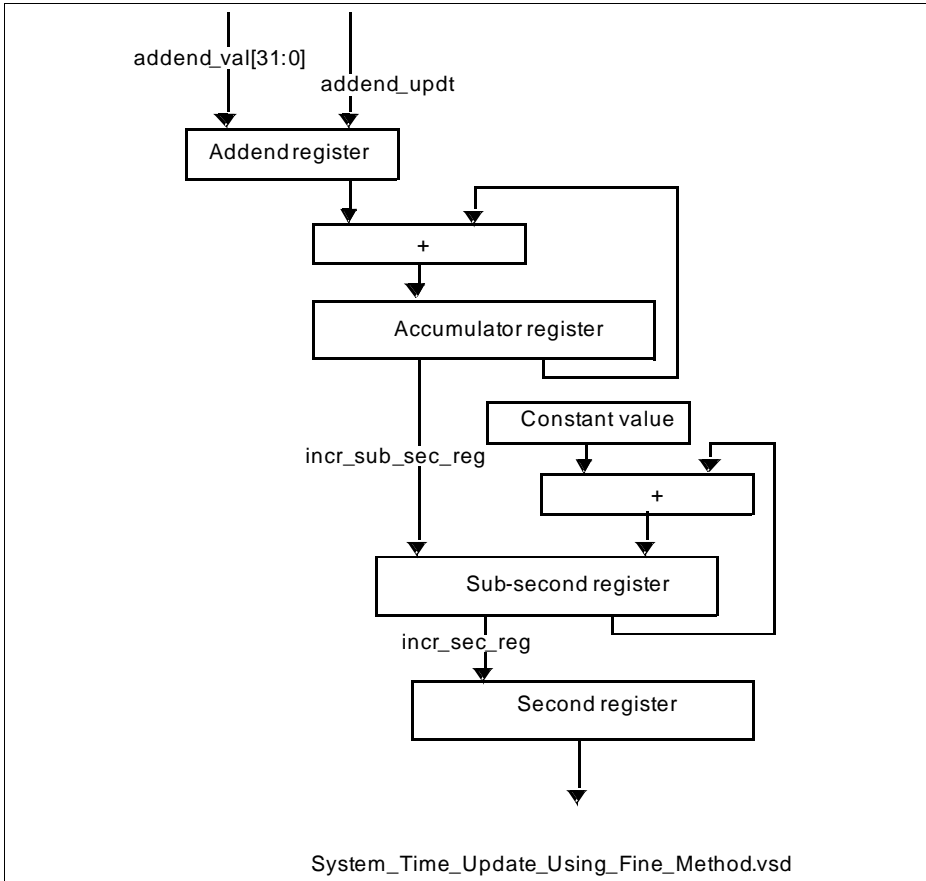 addend_val[31:0]
addend_updt
Addend register
+
Accumulator register
Constant value
incr_sub_sec_reg
+
Sub-second register
incr_sec_reg
Second register
System_Time_Update_Using_Fine_Method.vsd